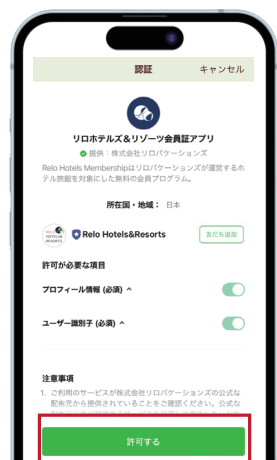 認証
キャンセル
リロホテルズ&リゾーツ会員証アプリ
提供：株式会社リロバケーションズ
Relo Hotels Membershipはリロバケーションズが運営するホ
テル旅館を対象にした無料の会員プログラム。
所在国・地域： 日本
Relo Hotels&Resorts
友だち追加
許可が必要な項目
プロフィール情報 (必須)
ユーザー識別子 (必須)
注意事項
1. ご利用のサービスが株式会社リロバケーションズの公式な
配布元から提供されていることをご確認ください。公式な
許可する